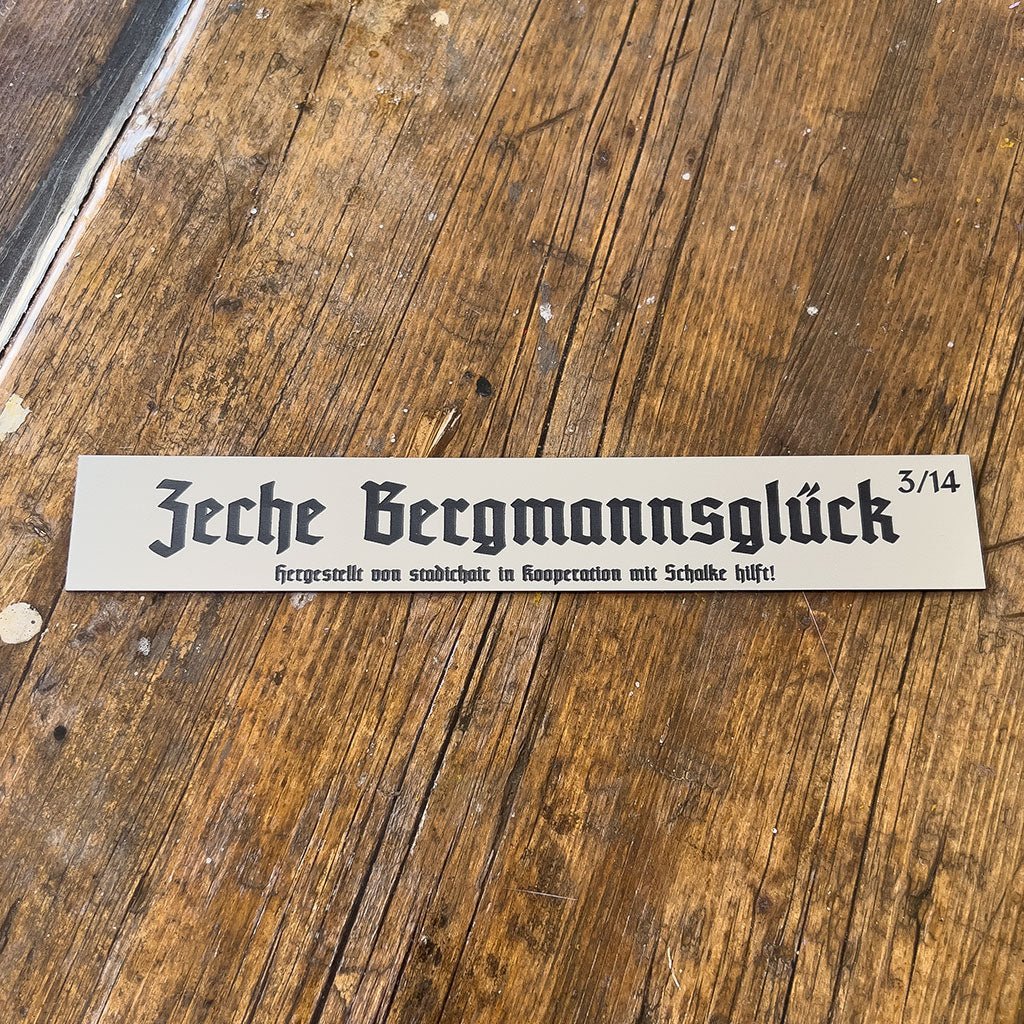 Zeche Bergmannsglück 3/14
Hergestellt von stadichair in Kooperation mit Schalke hilft!